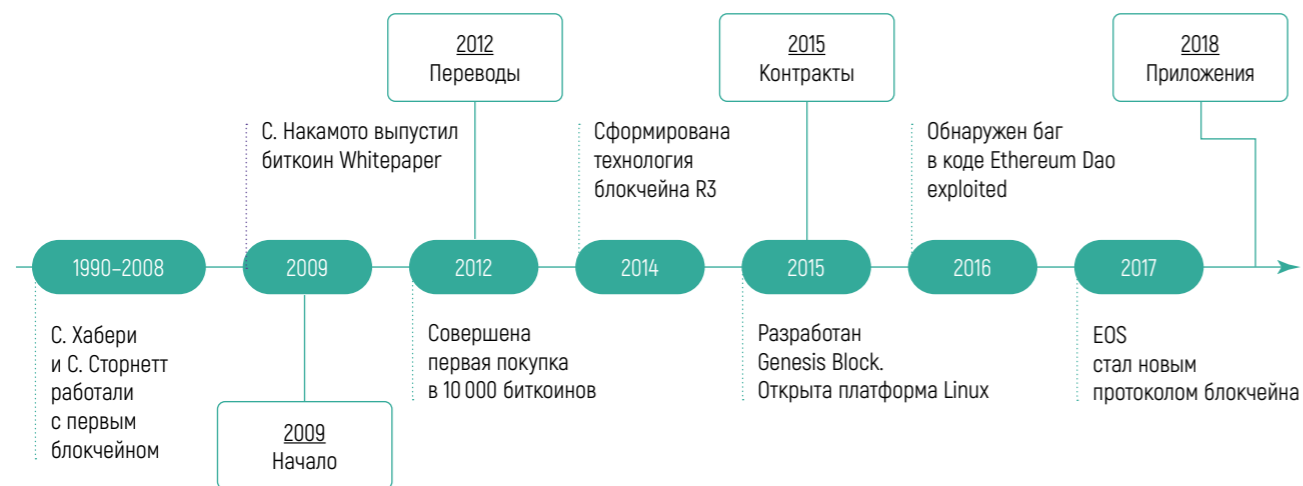 2012
Переводы
2015
Контракты
2018
Приложения
С. Накамото выпустил
биткоин Whitepaper
Сформирована
технология
блокчейна R3
Обнаружен баг
в коде Ethereum Dao
exploited
1990–2008
2009
2012
2014
2015
2016
2017
С. Хабери
и С. Сторнетт
работали
с первым
блокчейном
2009
Начало
Совершена
первая покупка
в 10 000 биткоинов
Разработан
Genesis Block.
Открыта платформа Linux
EOS
стал новым
протоколом блокчейна